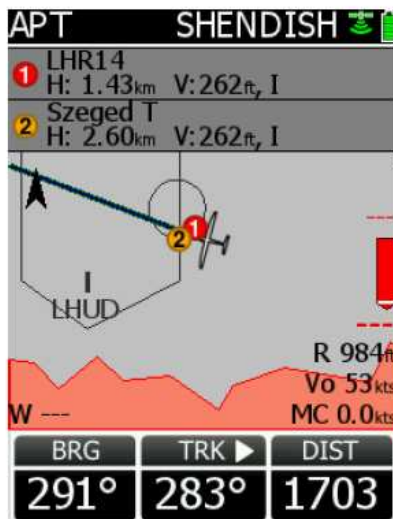 APT SHENDISH
1 LHR14
H: 1.43km V:262ft, I
2 Szeged T
H: 2.60km V:262ft, I
1
2
I
LHUD
R 984ft
Vo 53kts
W --- MC 0.0kts
BRG TRK ▶ DIST
291° 283° 1703